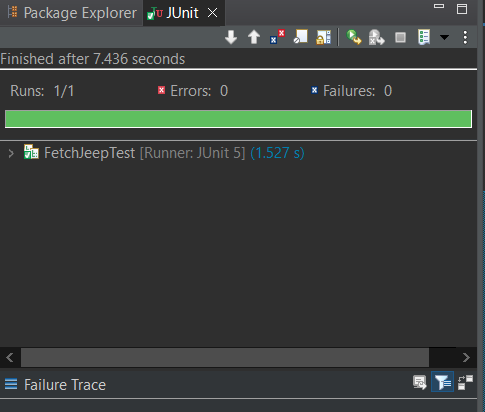 Package Explorer JUnit
Finished after 7.436 seconds
Runs: 1/1 Errors: 0 Failures: 0
FetchJeepTest [Runner: JUnit 5] (1.527 s)
Failure Trace